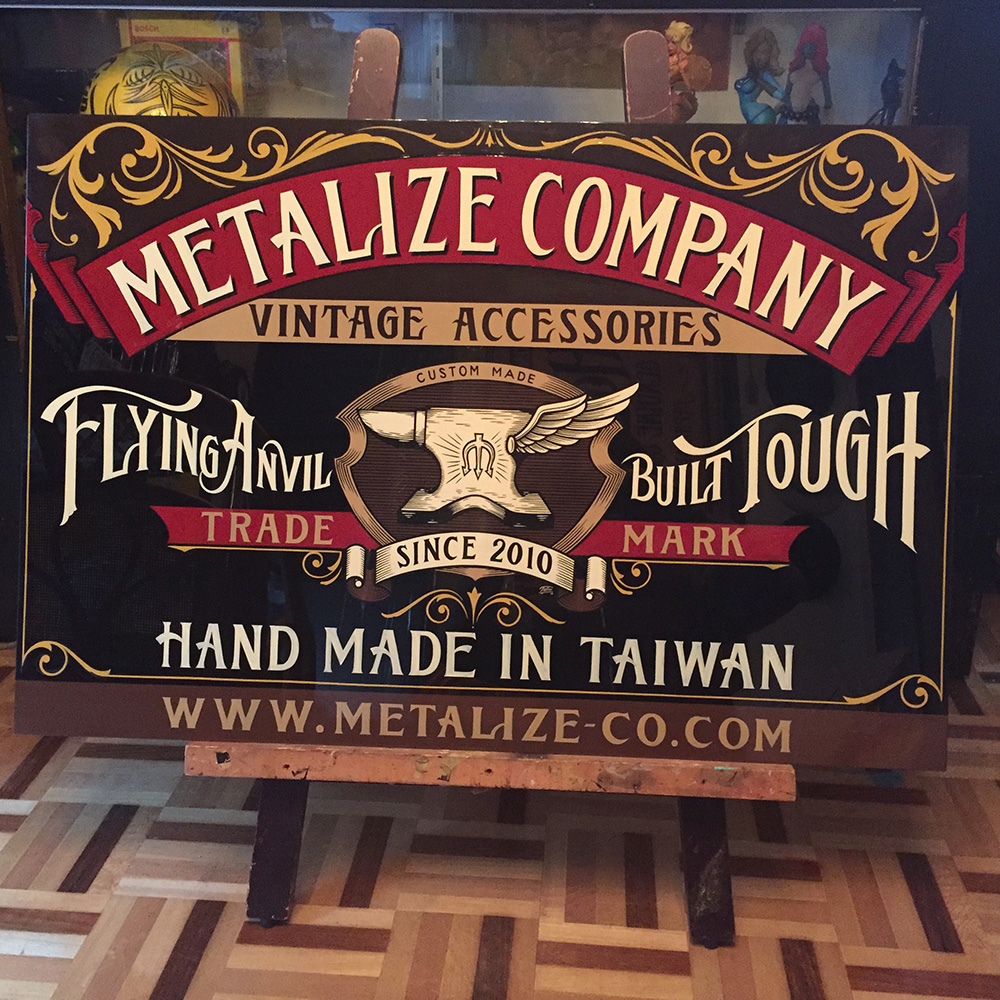 BOSCH
METALIZE COMPANY
VINTAGE ACCESSORIES
CUSTOM MADE
FLYING ANVIL
BUILT TOUGH
TRADE MARK
SINCE 2010
HAND MADE IN TAIWAN
WWW.METALIZE-CO.COM